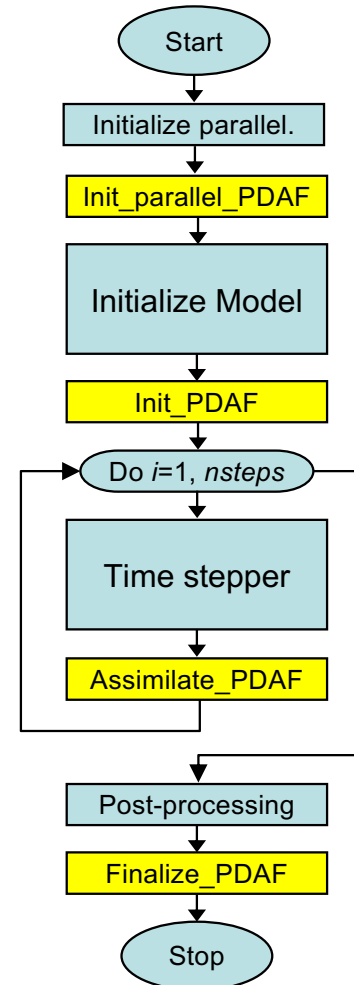 Start
Initialize parallel.
Init_parallel_PDAF
Initialize Model
Init_PDAF
Do i=1, nsteps
Time stepper
Assimilate_PDAF
Post-processing
Finalize_PDAF
Stop